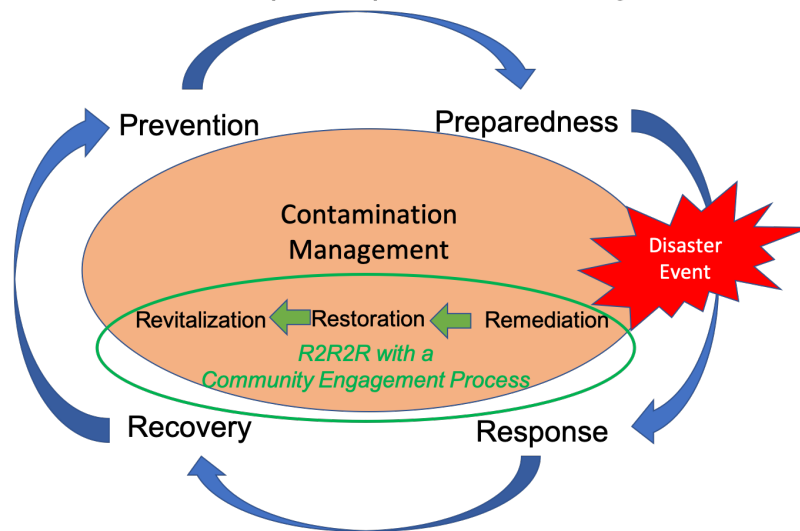 Prevention
Preparedness
Contamination
Management
Disaster
Event
Revitalization
Restoration
Remediation
R2R2R with a
Community Engagement Process
Recovery
Response